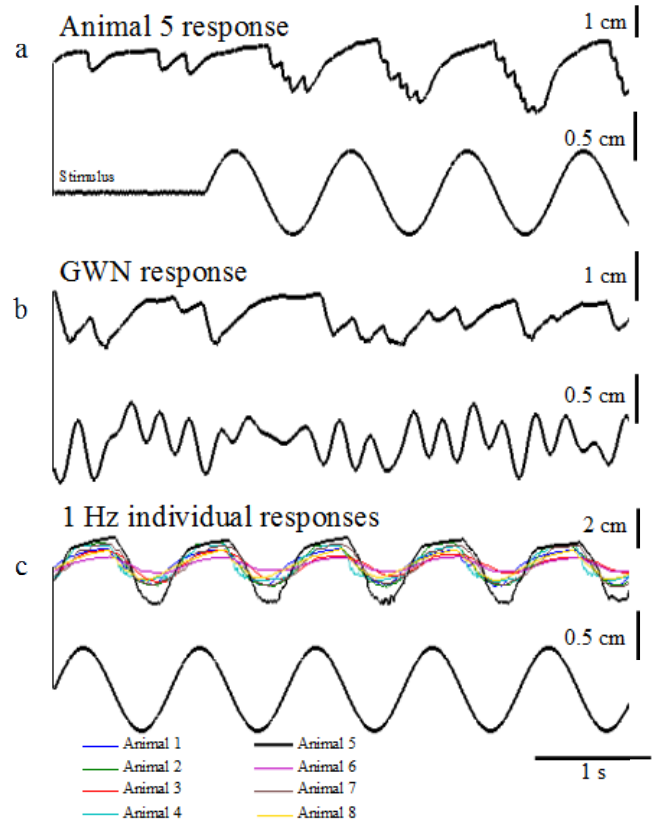 Animal 5 response
1 cm
a
0.5 cm
Stimulus
GWN response
1 cm
b
0.5 cm
1 Hz individual responses
2 cm
c
0.5 cm
Animal 1
Animal 5
Animal 2
Animal 6
Animal 3
Animal 7
Animal 4
Animal 8
1 s